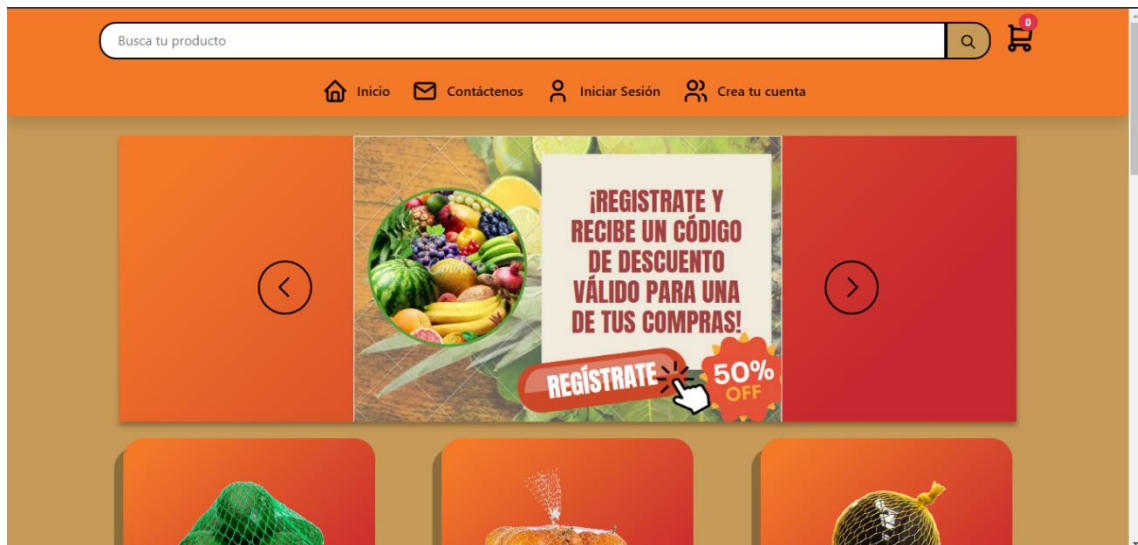 Busca tu producto
0
Inicio Contáctenos Iniciar Sesión Crea tu cuenta
¡REGISTRATE Y
RECIBE UN CÓDIGO
DE DESCUENTO
VÁLIDO PARA UNA
DE TUS COMPRAS!
REGÍSTRATE
50%
OFF